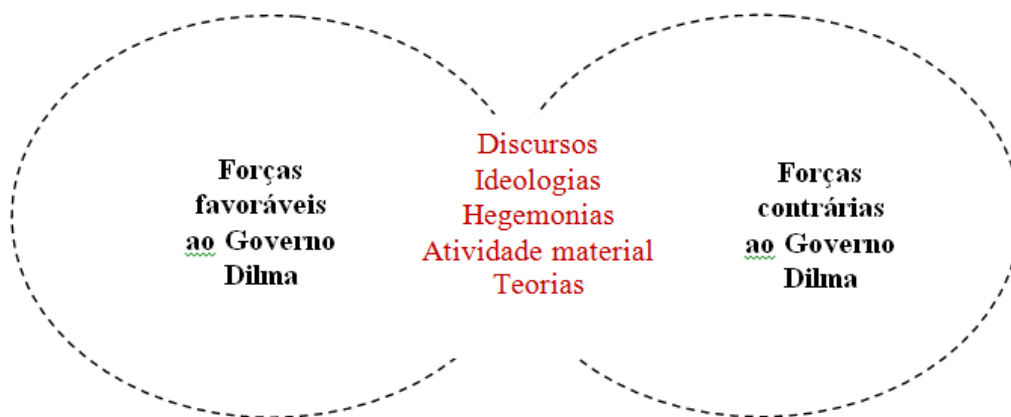 Forças
favoráveis
ao Governo
Dilma
Discursos
Ideologias
Hegemonias
Atividade material
Teorias
Forças
contrárias
ao Governo
Dilma